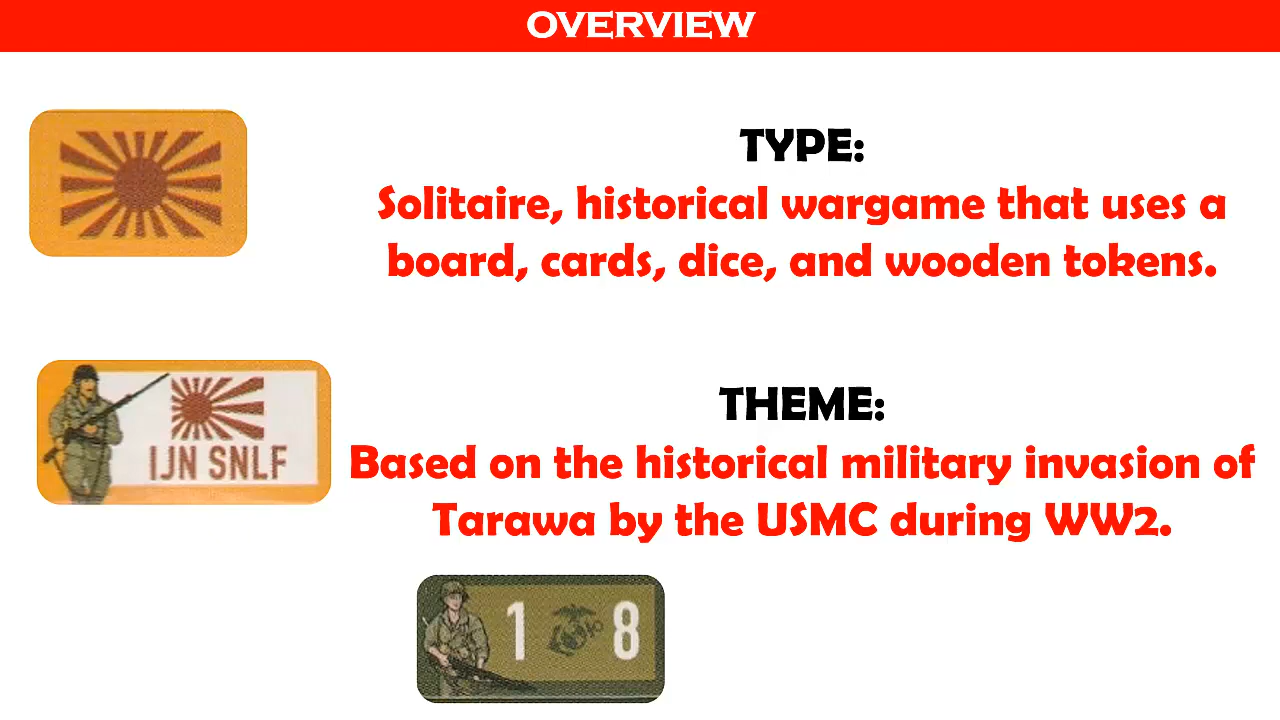 OVERVIEW
TYPE:
Solitaire, historical wargame that uses a
board, cards, dice, and wooden tokens.
IJN SNLF
THEME:
Based on the historical military invasion of
Tarawa by the USMC during WW2.
1 8